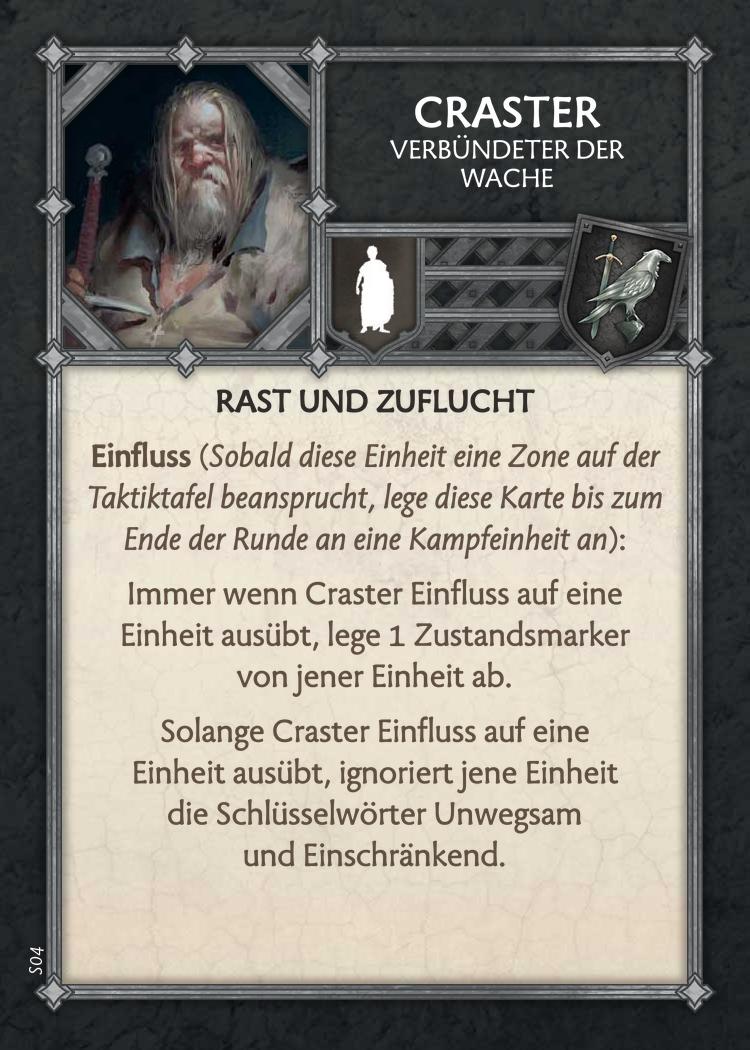 CRASTER
VERBÜNDETER DER
WACHE
RAST UND ZUFLUCHT
Einfluss (Sobald diese Einheit eine Zone auf der
Taktiktafel beansprucht, lege diese Karte bis zum
Ende der Runde an eine Kampfeinheit an):
Immer wenn Craster Einfluss auf eine
Einheit ausübt, lege 1 Zustandsmarker
von jener Einheit ab.
Solange Craster Einfluss auf eine
Einheit ausübt, ignoriert jene Einheit
die Schlüsselwörter Unwegsam
und Einschränkend.
S04